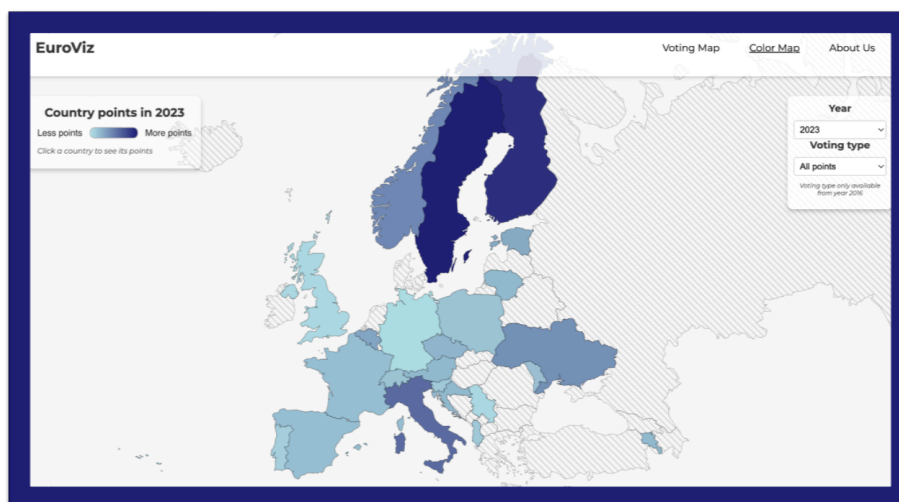 EuroViz
Voting Map Color Map About Us
Country points in 2023
Less points More points
Click a country to see its points
Year
2023
Voting type
All points
Voting type only available
from year 2016